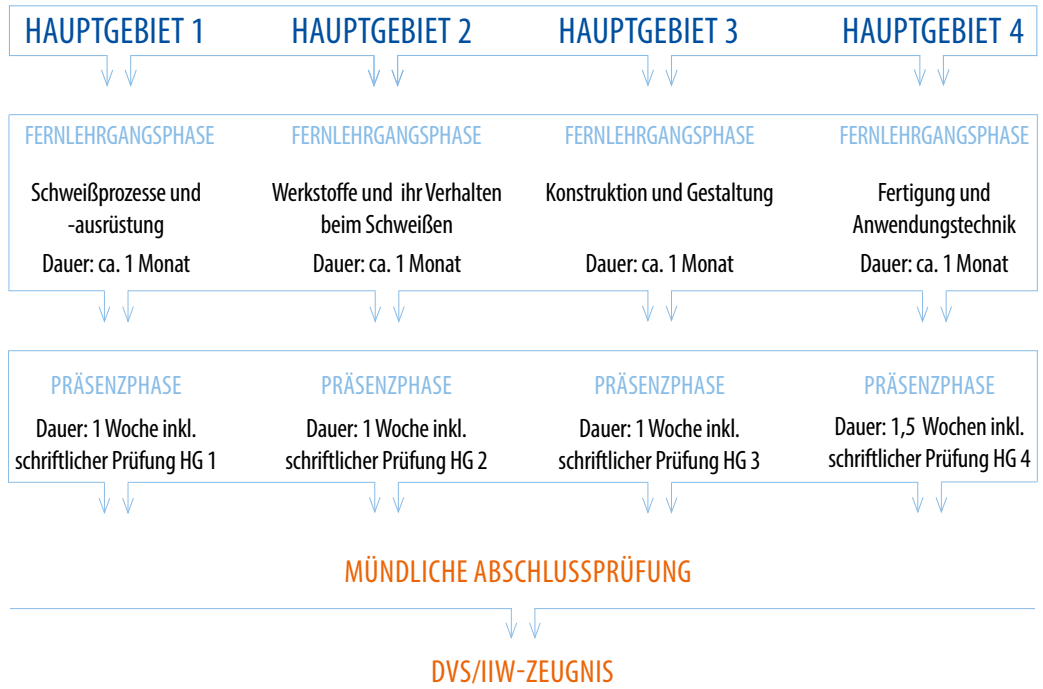 HAUPTGEBIET 1
HAUPTGEBIET 2
HAUPTGEBIET 3
HAUPTGEBIET 4
FERNLEHRGANGSPHASE
Schweißprozesse und
-ausrüstung
Dauer: ca. 1 Monat
FERNLEHRGANGSPHASE
Werkstoffe und ihr Verhalten
beim Schweißen
Dauer: ca. 1 Monat
FERNLEHRGANGSPHASE
Konstruktion und Gestaltung
Dauer: ca. 1 Monat
FERNLEHRGANGSPHASE
Fertigung und
Anwendungstechnik
Dauer: ca. 1 Monat
PRÄSENZPHASE
Dauer: 1 Woche inkl.
schriftlicher Prüfung HG 1
PRÄSENZPHASE
Dauer: 1 Woche inkl.
schriftlicher Prüfung HG 2
PRÄSENZPHASE
Dauer: 1 Woche inkl.
schriftlicher Prüfung HG 3
PRÄSENZPHASE
Dauer: 1,5 Wochen inkl.
schriftlicher Prüfung HG 4
MÜNDLICHE ABSCHLUSSPRÜFUNG
DVS/IIW-ZEUGNIS